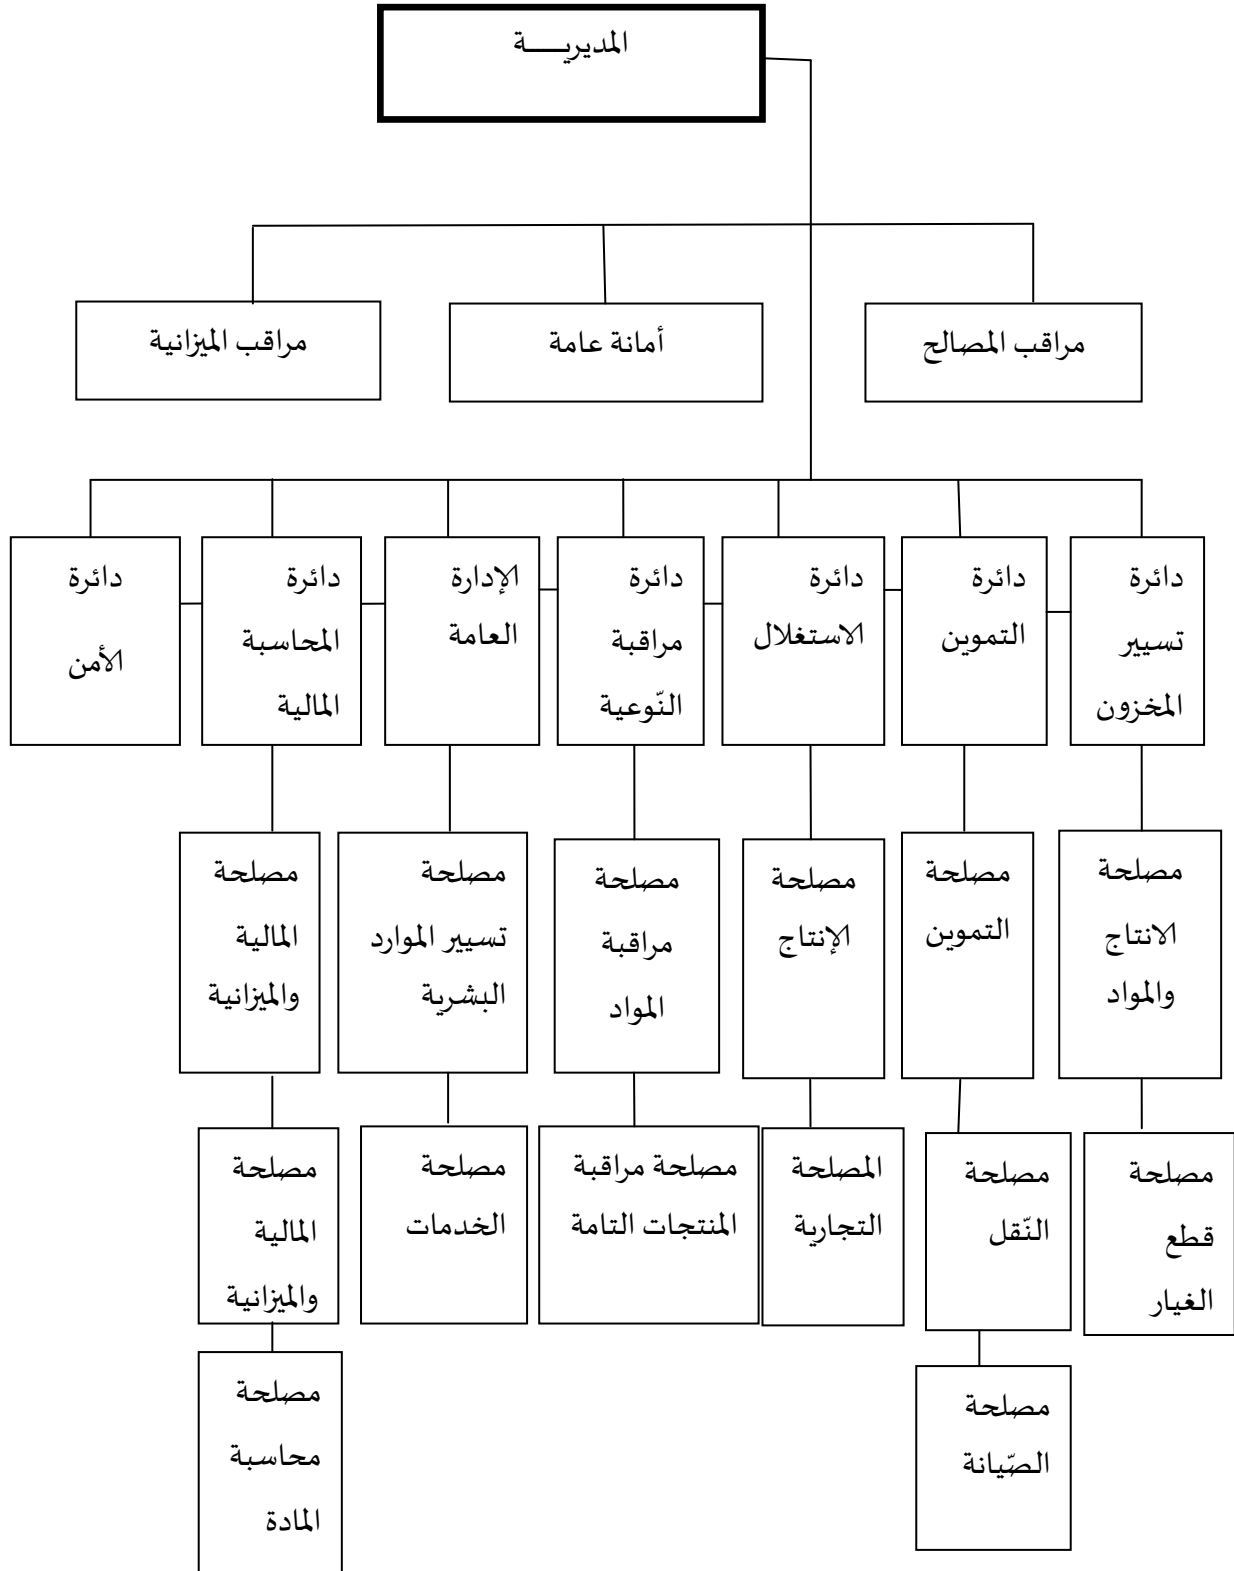 المديريـــــة
مراقب المصالح
أمانة عامة
مراقب الميزانية
دائرة
تسيير
المخزون
دائرة
التموين
دائرة
الاستغلال
دائرة
مراقبة
النّوعية
الإدارة
العامة
دائرة
المحاسبة
المالية
دائرة
الأمن
مصلحة
الانتاج
والمواد
مصلحة
التموين
مصلحة
الإنتاج
مصلحة
مراقبة
المواد
مصلحة
تسيير الموارد
البشرية
مصلحة
المالية
والميزانية
مصلحة
قطع
الغيار
مصلحة
النّقل
المصلحة
التجارية
مصلحة مراقبة
المنتجات التامة
مصلحة
الخدمات
مصلحة
المالية
والميزانية
مصلحة
الصّيانة
مصلحة
محاسبة
المادة